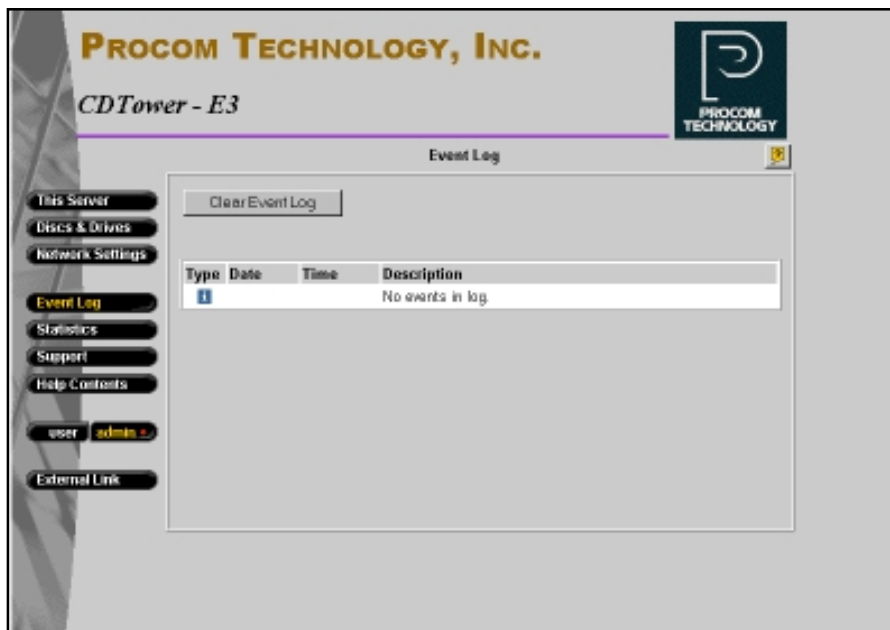 PROCOM TECHNOLOGY, INC.
CDTower - E3
PROCOM
TECHNOLOGY
Event Log
?
This Server
Discs & Drives
Network Settings
Event Log
Statistics
Support
Help Contents
user admin
External Link
Clear Event Log
Type Date Time Description
i No events in log.